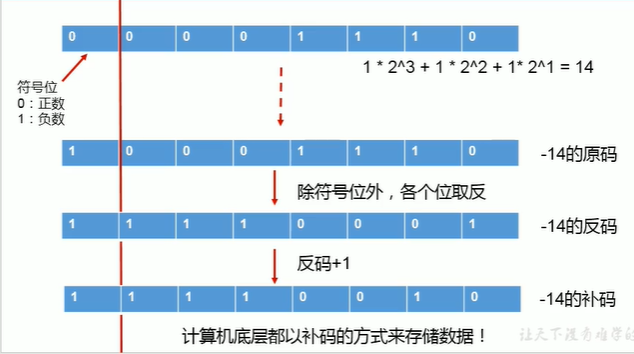 0 0 0 0 1 1 1 0
1 * 2^3 + 1 * 2^2 + 1* 2^1 = 14
符号位
0：正数
1：负数
1 0 0 0 1 1 1 0 -14的原码
除符号位外，各个位取反
1 1 1 1 0 0 0 1 -14的反码
反码+1
1 1 1 1 0 0 1 0 -14的补码
计算机底层都以补码的方式来存储数据！
让天下没有难学的